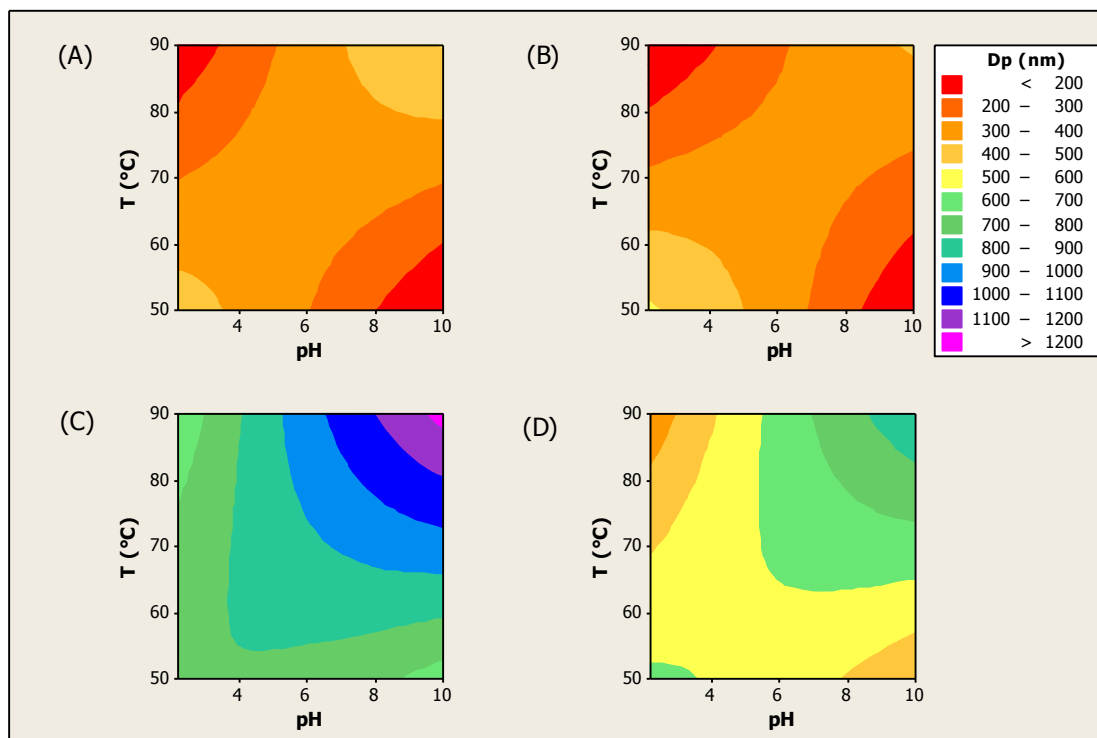 (A)
90
80
70
60
50
T (°C)
4 6 8 10
pH
(B)
90
80
70
60
50
T (°C)
4 6 8 10
pH
Dp (nm)
< 200
200 – 300
300 – 400
400 – 500
500 – 600
600 – 700
700 – 800
800 – 900
900 – 1000
1000 – 1100
1100 – 1200
> 1200
(C)
90
80
70
60
50
T (°C)
4 6 8 10
pH
(D)
90
80
70
60
50
T (°C)
4 6 8 10
pH